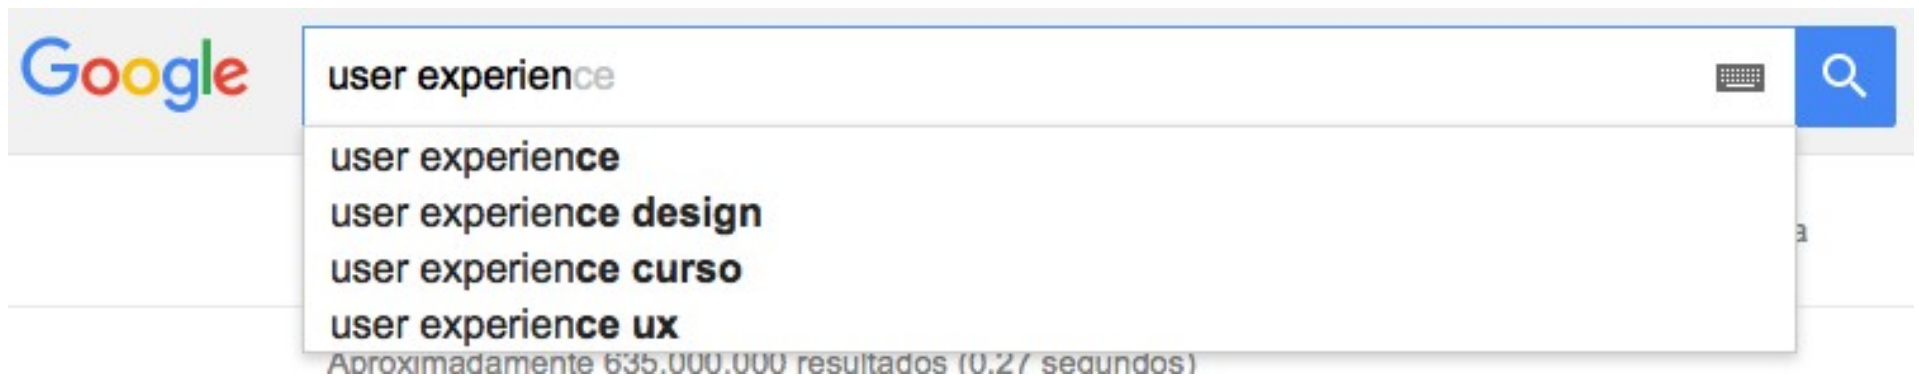 Google
user experience
user experience
user experience design
user experience curso
user experience ux
a
Aproximadamente 635.000.000 resultados (0,27 segundos)